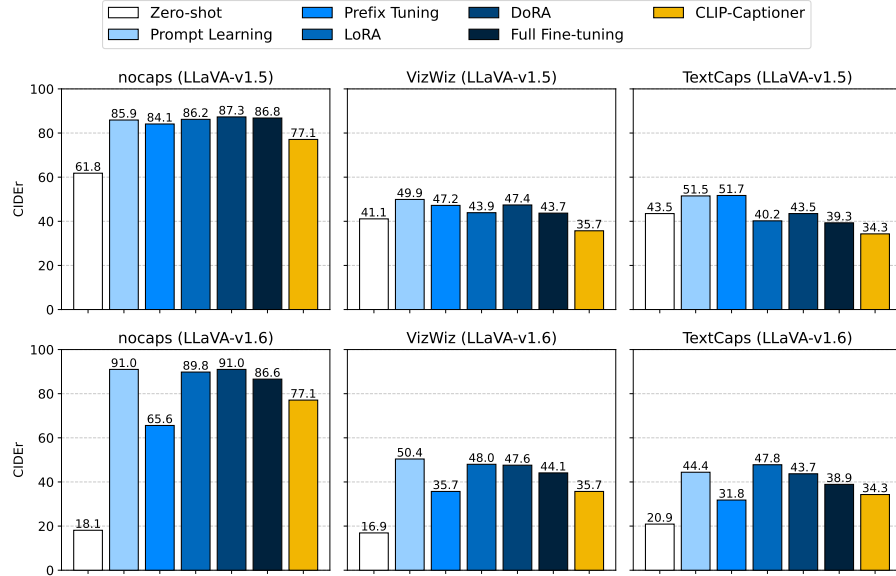 Zero-shot Prefix Tuning DoRA CLIP-Captioner
Prompt Learning LoRA Full Fine-tuning
nocaps (LLaVA-v1.5) VizWiz (LLaVA-v1.5) TextCaps (LLaVA-v1.5)
CIDEr
100
80
60
40
20
0
61.8 85.9 84.1 86.2 87.3 86.8 77.1
41.1 49.9 47.2 43.9 47.4 43.7 35.7
43.5 51.5 51.7 40.2 43.5 39.3 34.3
nocaps (LLaVA-v1.6) VizWiz (LLaVA-v1.6) TextCaps (LLaVA-v1.6)
CIDEr
100
80
60
40
20
0
18.1 91.0 65.6 89.8 91.0 86.6 77.1
16.9 50.4 35.7 48.0 47.6 44.1 35.7
20.9 44.4 31.8 47.8 43.7 38.9 34.3